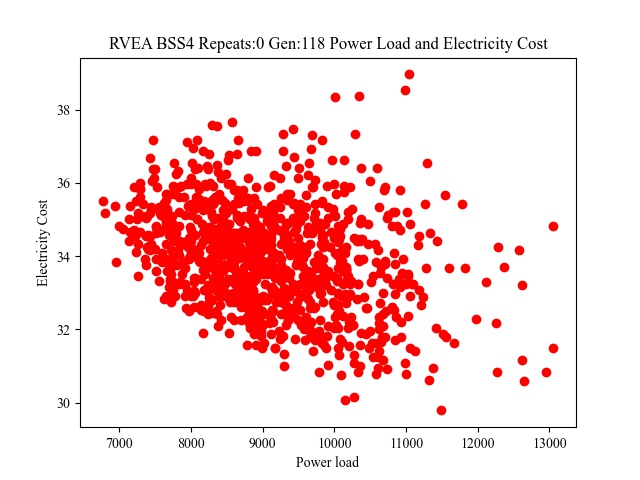 RVEA BSS4 Repeats:0 Gen:118 Power Load and Electricity Cost
38
36
34
32
30
Electricity Cost
7000 8000 9000 10000 11000 12000 13000
Power load